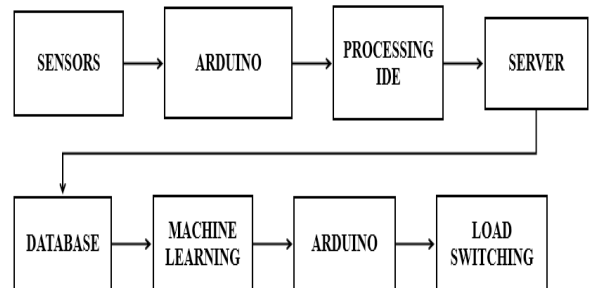 SENSORS
ARDUINO
PROCESSING
IDE
SERVER
DATABASE
MACHINE
LEARNING
ARDUINO
LOAD
SWITCHING